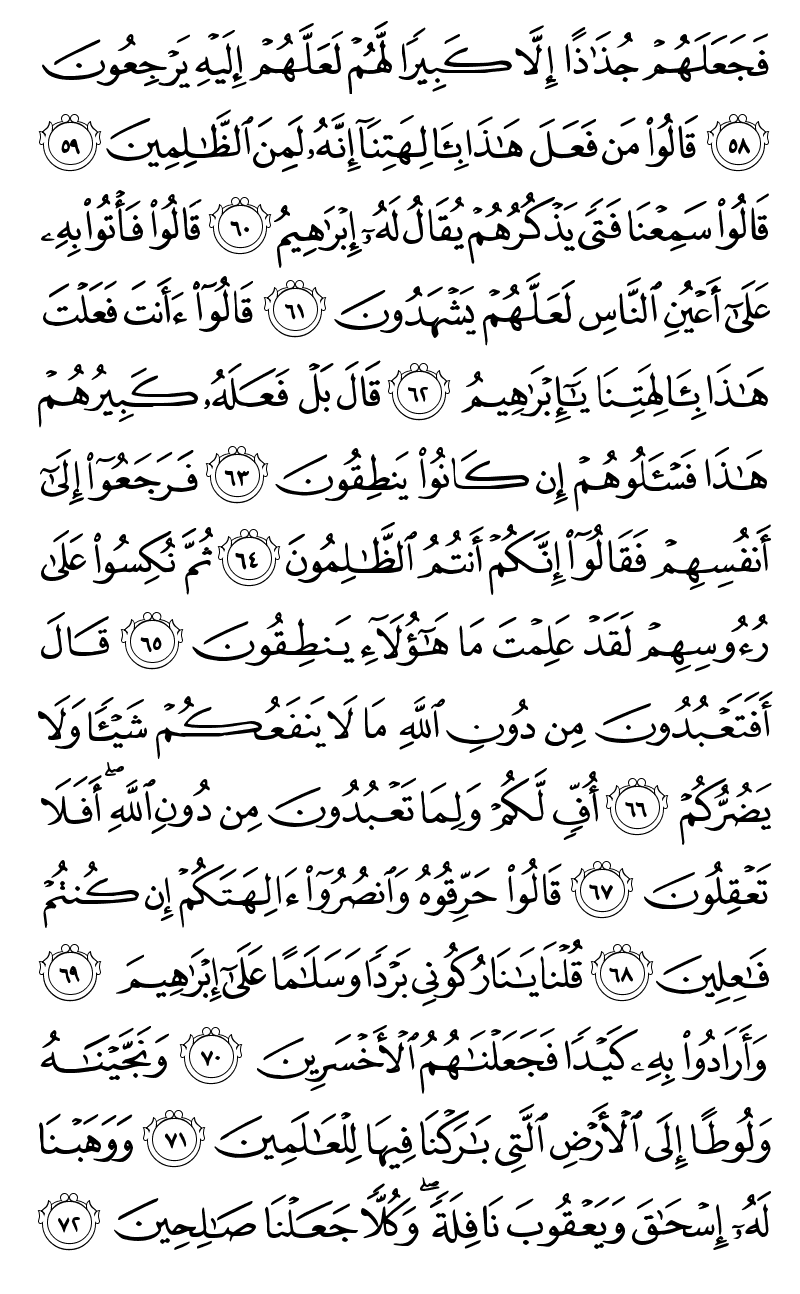 فَجَعَلَهُمْ جُذَٰذًا إِلَّا كَبِيرًا لَّهُمْ لَعَلَّهُمْ إِلَيْهِ يَرْجِعُونَ
٥٨ قَالُوا۟ مَن فَعَلَ هَٰذَا بِـَٔالِهَتِنَآ إِنَّهُۥ لَمِنَ ٱلظَّٰلِمِينَ ٥٩
قَالُوا۟ سَمِعْنَا فَتًى يَذْكُرُهُمْ يُقَالُ لَهُۥٓ إِبْرَٰهِيمُ ٦٠ قَالُوا۟ فَأْتُوا۟ بِهِۦ
عَلَىٰٓ أَعْيُنِ ٱلنَّاسِ لَعَلَّهُمْ يَشْهَدُونَ ٦١ قَالُوٓا۟ ءَأَنتَ فَعَلْتَ
هَٰذَا بِـَٔالِهَتِنَا يَٰٓإِبْرَٰهِيمُ ٦٢ قَالَ بَلْ فَعَلَهُۥ كَبِيرُهُمْ
هَٰذَا فَسْـَٔلُوهُمْ إِن كَانُوا۟ يَنطِقُونَ ٦٣ فَرَجَعُوٓا۟ إِلَىٰٓ
أَنفُسِهِمْ فَقَالُوٓا۟ إِنَّكُمْ أَنتُمُ ٱلظَّٰلِمُونَ ٦٤ ثُمَّ نُكِسُوا۟ عَلَىٰ
رُءُوسِهِمْ لَقَدْ عَلِمْتَ مَا هَٰٓؤُلَآءِ يَنطِقُونَ ٦٥ قَالَ
أَفَتَعْبُدُونَ مِن دُونِ ٱللَّهِ مَا لَا يَنفَعُكُمْ شَيْـًٔا وَلَا
يَضُرُّكُمْ ٦٦ أُفٍّ لَّكُمْ وَلِمَا تَعْبُدُونَ مِن دُونِ ٱللَّهِ ۖ أَفَلَا
تَعْقِلُونَ ٦٧ قَالُوا۟ حَرِّقُوهُ وَٱنصُرُوٓا۟ ءَالِهَتَكُمْ إِن كُنتُمْ
فَٰعِلِينَ ٦٨ قُلْنَا يَٰنَارُ كُونِى بَرْدًا وَسَلَٰمًا عَلَىٰٓ إِبْرَٰهِيمَ ٦٩
وَأَرَادُوا۟ بِهِۦ كَيْدًا فَجَعَلْنَٰهُمُ ٱلْأَخْسَرِينَ ٧٠ وَنَجَّيْنَٰهُ
وَلُوطًا إِلَى ٱلْأَرْضِ ٱلَّتِى بَٰرَكْنَا فِيهَا لِلْعَٰلَمِينَ ٧١ وَوَهَبْنَا
لَهُۥٓ إِسْحَٰقَ وَيَعْقُوبَ نَافِلَةً ۖ وَكُلًّا جَعَلْنَا صَٰلِحِينَ ٧٢